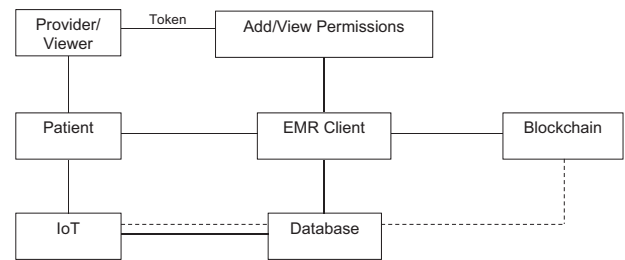 Provider/
Viewer
Token
Add/View Permissions
Patient
EMR Client
Blockchain
IoT
Database